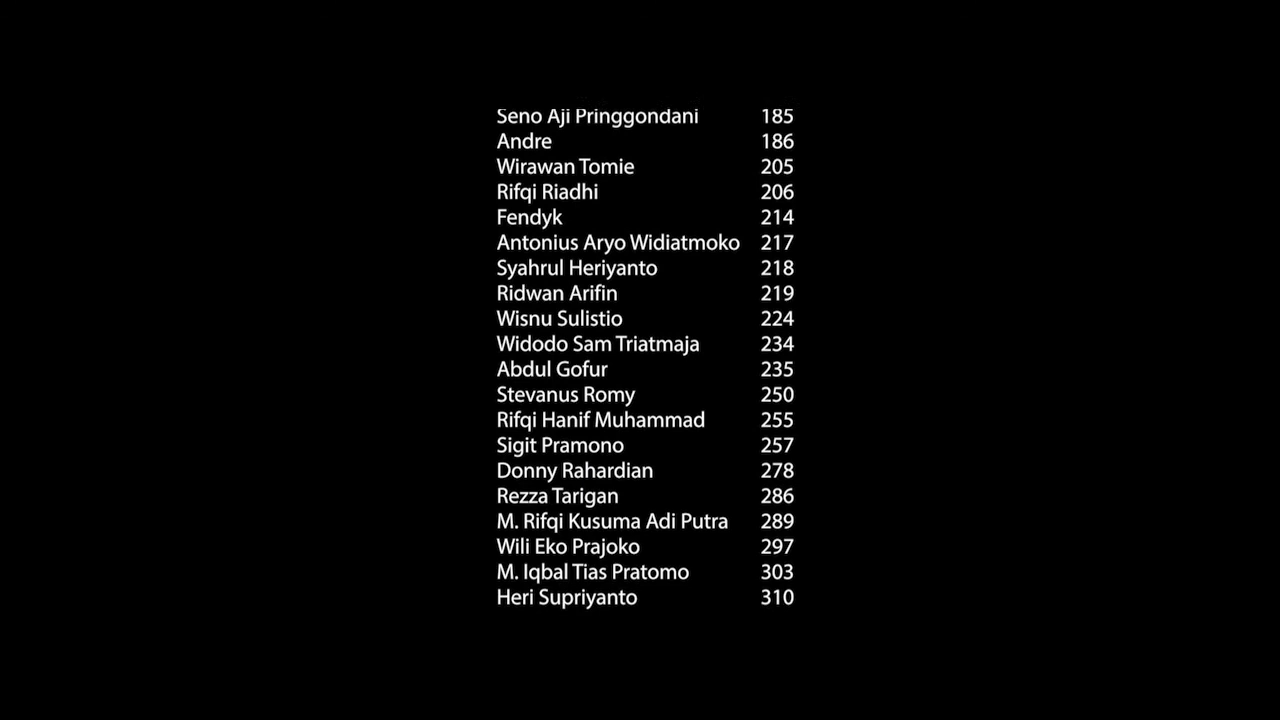 Seno Aji Pringgondani 185
Andre 186
Wirawan Tomie 205
Rifqi Riadhi 206
Fendyk 214
Antonius Aryo Widiatmoko 217
Syahrul Heriyanto 218
Ridwan Arifin 219
Wisnu Sulistio 224
Widodo Sam Triatmaja 234
Abdul Gofur 235
Stevanus Romy 250
Rifqi Hanif Muhammad 255
Sigit Pramono 257
Donny Rahardian 278
Rezza Tarigan 286
M. Rifqi Kusuma Adi Putra 289
Wili Eko Prajoko 297
M. Iqbal Tias Pratomo 303
Heri Supriyanto 310